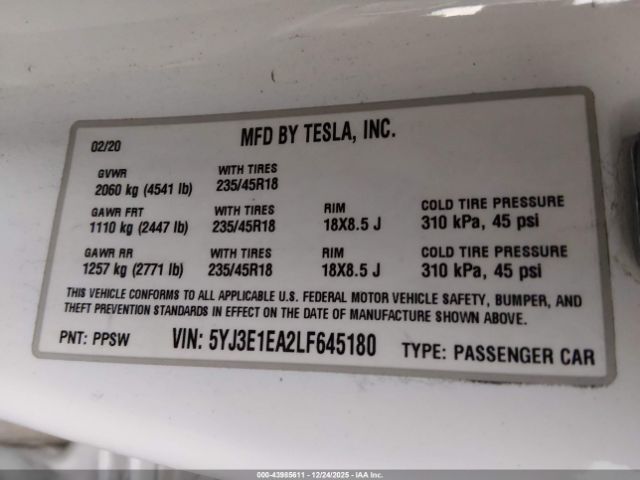 02/20 MFD BY TESLA, INC.
GVWR WITH TIRES
2060 kg (4541 lb) 235/45R18
GAWR FRT WITH TIRES RIM COLD TIRE PRESSURE
1110 kg (2447 lb) 235/45R18 18X8.5 J 310 kPa, 45 psi
GAWR RR WITH TIRES RIM COLD TIRE PRESSURE
1257 kg (2771 lb) 235/45R18 18X8.5 J 310 kPa, 45 psi
THIS VEHICLE CONFORMS TO ALL APPLICABLE U.S. FEDERAL MOTOR VEHICLE SAFETY, BUMPER, AND
THEFT PREVENTION STANDARDS IN EFFECT ON THE DATE OF MANUFACTURE SHOWN ABOVE.
PNT: PPSW VIN: 5YJ3E1EA2LF645180 TYPE: PASSENGER CAR
000-43985611 - 12/24/2025 - IAAI.com